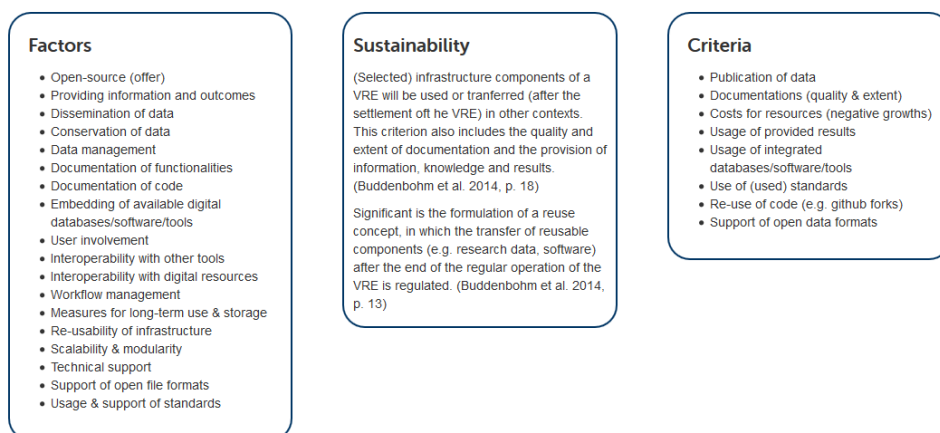 Factors
• Open-source (offer)
• Providing information and outcomes
• Dissemination of data
• Conservation of data
• Data management
• Documentation of functionalities
• Documentation of code
• Embedding of available digital
databases/software/tools
• User involvement
• Interoperability with other tools
• Interoperability with digital resources
• Workflow management
• Measures for long-term use & storage
• Re-usability of infrastructure
• Scalability & modularity
• Technical support
• Support of open file formats
• Usage & support of standards
Sustainability
(Selected) infrastructure components of a
VRE will be used or tranferred (after the
settlement oft he VRE) in other contexts.
This criterion also includes the quality and
extent of documentation and the provision of
information, knowledge and results.
(Buddenbohm et al. 2014, p. 18)
Significant is the formulation of a reuse
concept, in which the transfer of reusable
components (e.g. research data, software)
after the end of the regular operation of the
VRE is regulated. (Buddenbohm et al. 2014,
p. 13)
Criteria
• Publication of data
• Documentations (quality & extent)
• Costs for resources (negative growths)
• Usage of provided results
• Usage of integrated
databases/software/tools
• Use of (used) standards
• Re-use of code (e.g. github forks)
• Support of open data formats